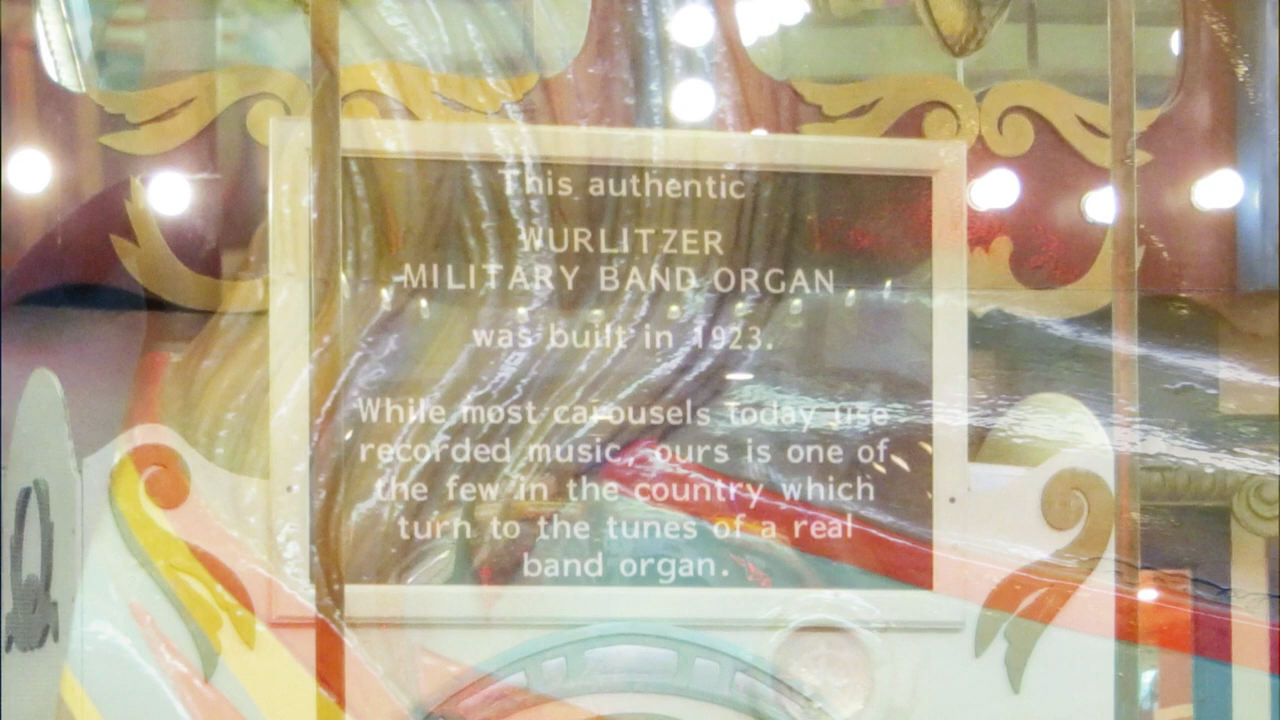 This authentic
WURLITZER
MILITARY BAND ORGAN
was built in 1923.
While most carousels today use
recorded music, ours is one of
the few in the country which
turn to the tunes of a real
band organ.